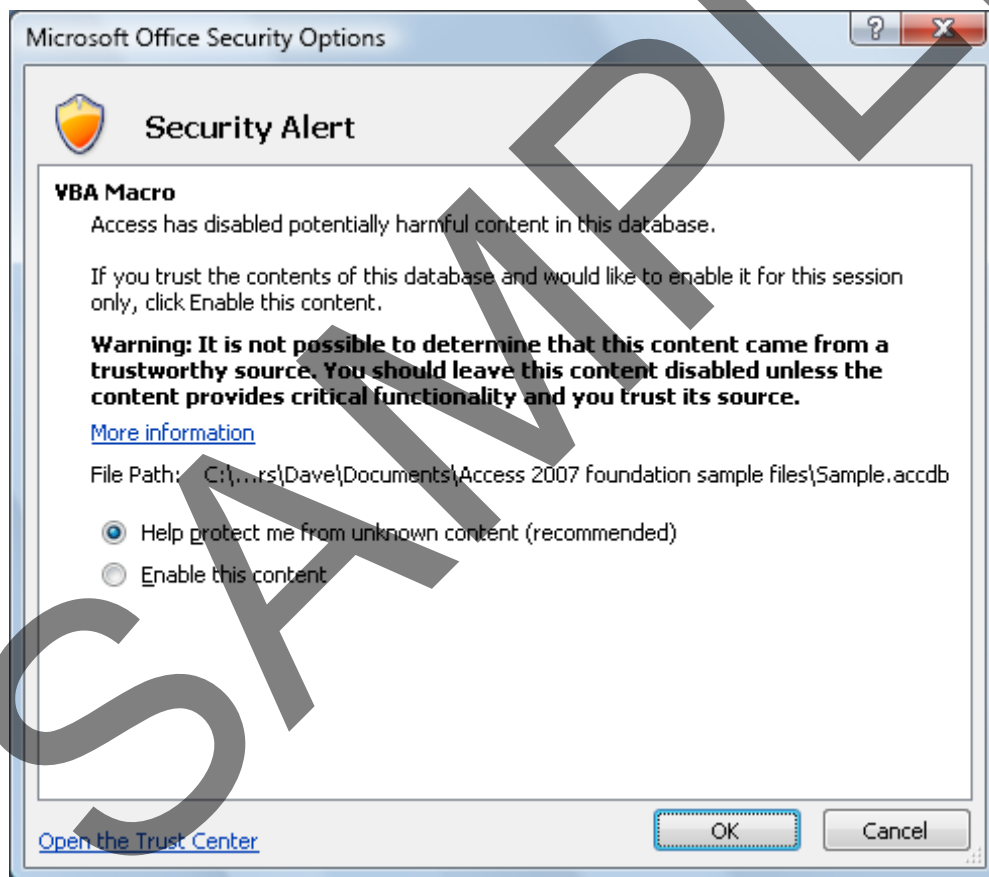 Microsoft Office Security Options
?
X
Security Alert
VBA Macro
Access has disabled potentially harmful content in this database.
If you trust the contents of this database and would like to enable it for this session
only, click Enable this content.
Warning: It is not possible to determine that this content came from a
trustworthy source. You should leave this content disabled unless the
content provides critical functionality and you trust its source.
More information
File Path: C:\...rs\Dave\Documents\Access 2007 foundation sample files\Sample.accdb
Help protect me from unknown content (recommended)
Enable this content
Open the Trust Center
OK
Cancel
SAMPL